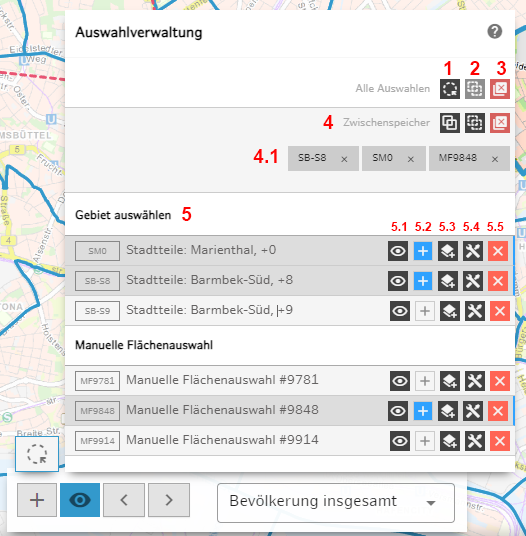 Auswahlverwaltung
1 2 3
Alle Auswahlen
4 Zwischenspeicher
4.1 SB-S8 × SM0 × MF9848 ×
MSBÜTTEL
Gebiet auswählen 5
5.1 5.2 5.3 5.4 5.5
SM0 Stadtteile: Marienthal, +0
SB-S8 Stadtteile: Barmbek-Süd, +8
SB-S9 Stadtteile: Barmbek-Süd, +9
Manuelle Flächenauswahl
MF9781 Manuelle Flächenauswahl #9781
MF9848 Manuelle Flächenauswahl #9848
MF9914 Manuelle Flächenauswahl #9914
Bevölkerung insgesamt